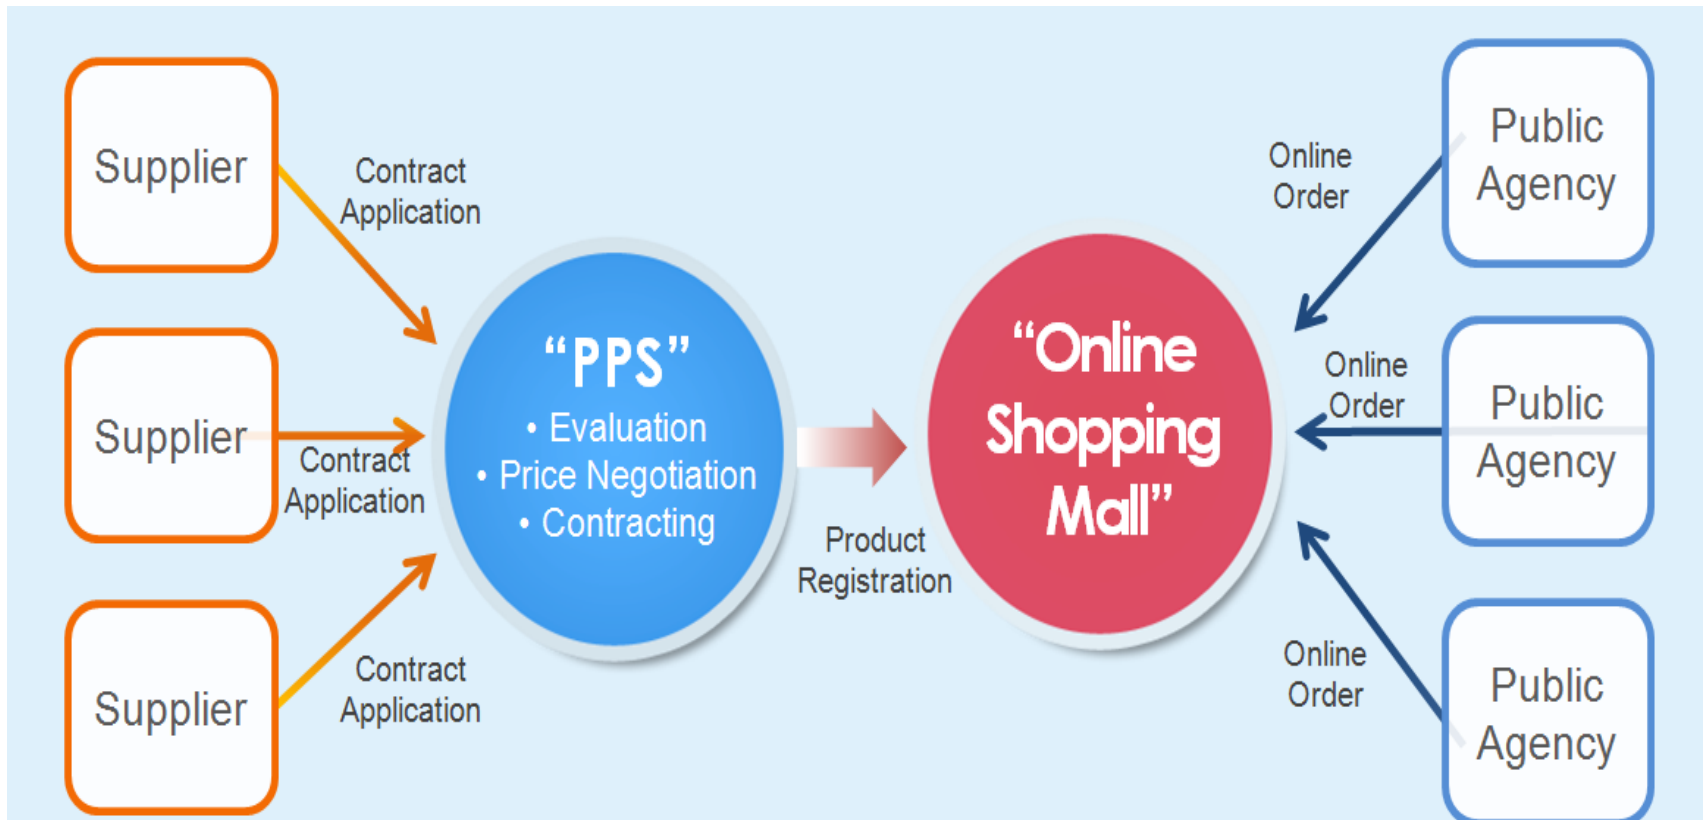 Supplier
Contract
Application
Supplier
Contract
Application
Supplier
Contract
Application
“PPS”
• Evaluation
• Price Negotiation
• Contracting
Product
Registration
“Online
Shopping
Mall”
Online
Order
Public
Agency
Online
Order
Public
Agency
Online
Order
Public
Agency